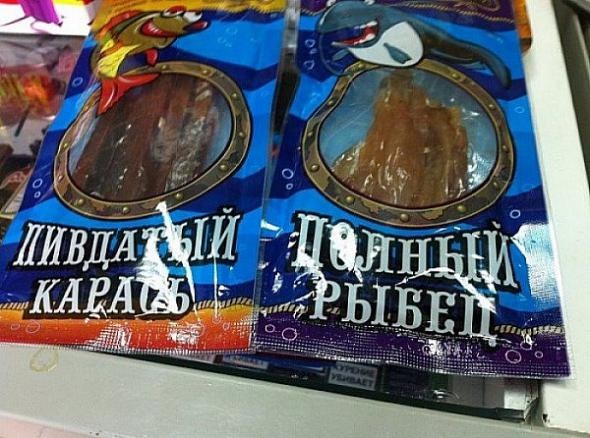 ПИВДАТЫЙ
КАРАСЬ
ПОЛНЫЙ
РЫБЕЦ
КУРЕНИЕ
УБИВАЕТ